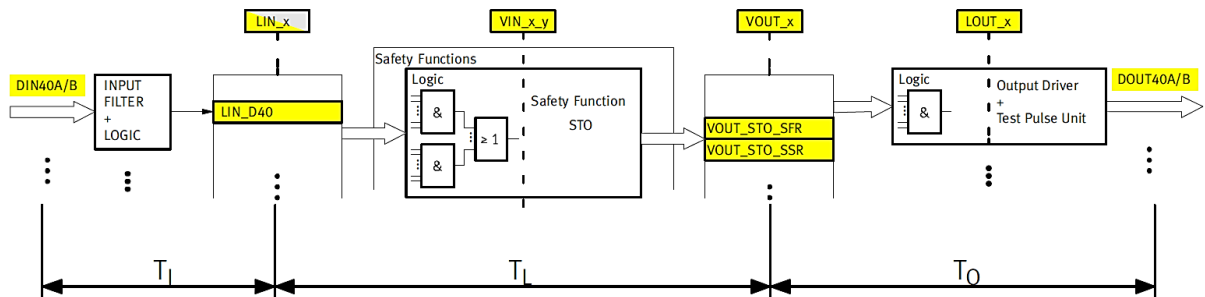 LIN_x
VIN_x_y
VOUT_x
LOUT_x
Safety Functions
DIN40A/B
INPUT
FILTER
+
LOGIC
LIN_D40
Logic
&
&
≥ 1
Safety Function
STO
VOUT_STO_SFR
VOUT_STO_SSR
Logic
&
Output Driver
+
Test Pulse Unit
DOUT40A/B
TI
TL
TO